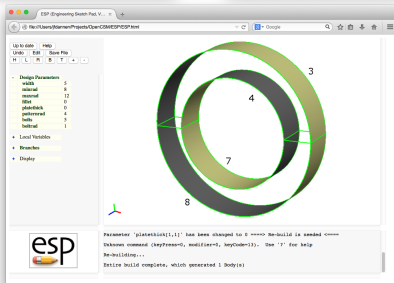 ESP (Engineering Sketch Pad, V...
file:///Users/jfdannen/Projects/OpenCSM/ESP/ESP.html
Google
Up to date Help
Undo Edit Save File
H L R B T + -
- Design Parameters
width 5
minrad 8
maxrad 12
fillet 0
platethick 0
patternrad 4
bolts 5
boltrad 1
+ Local Variables
+ Branches
+ Display
3
4
7
8
esp
Parameter 'platethick[1,1]' has been changed to 0 ====> Re-build is needed <====
Unknown command (keyPress=0, modifier=0, keyCode=13). Use '?' for help
Re-building...
Entire build complete, which generated 1 Body(s)